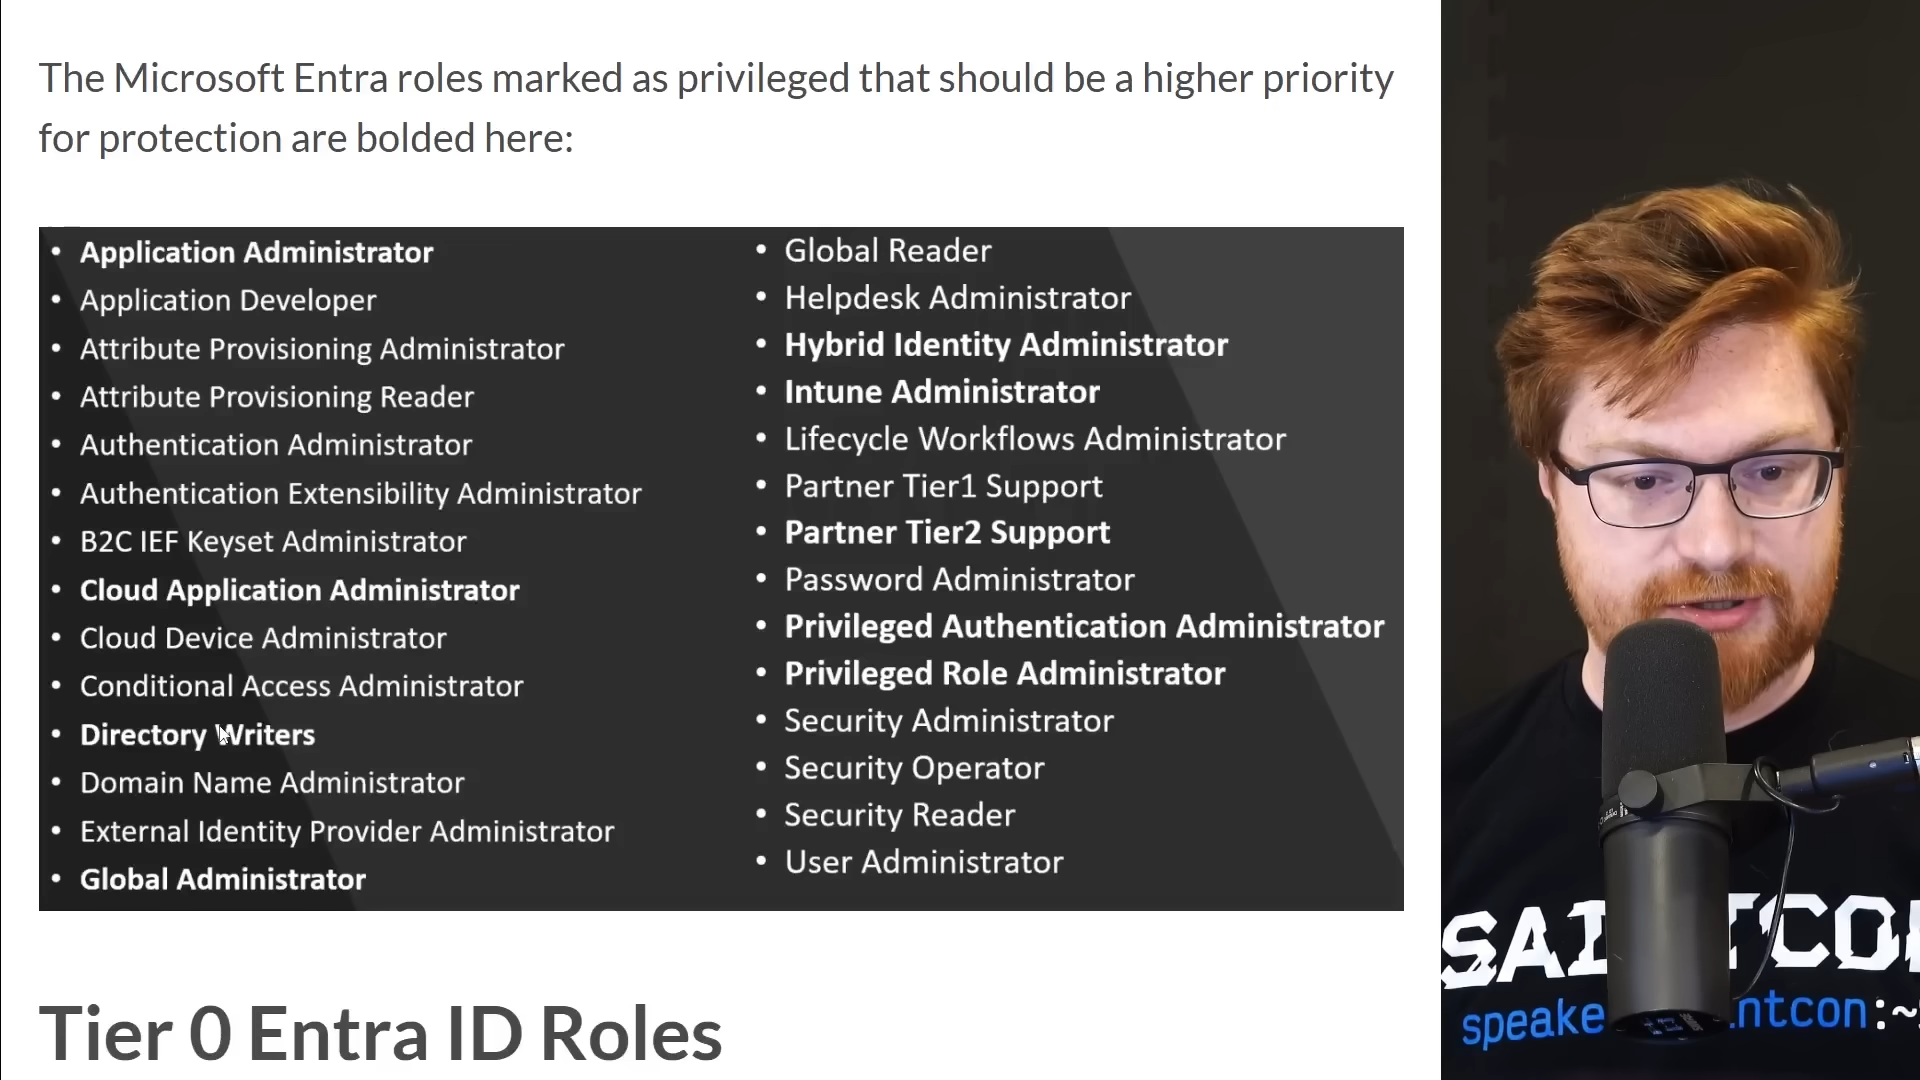 The Microsoft Entra roles marked as privileged that should be a higher priority
for protection are bolded here:
• Application Administrator
• Application Developer
• Attribute Provisioning Administrator
• Attribute Provisioning Reader
• Authentication Administrator
• Authentication Extensibility Administrator
• B2C IEF Keyset Administrator
• Cloud Application Administrator
• Cloud Device Administrator
• Conditional Access Administrator
• Directory Writers
• Domain Name Administrator
• External Identity Provider Administrator
• Global Administrator
• Global Reader
• Helpdesk Administrator
• Hybrid Identity Administrator
• Intune Administrator
• Lifecycle Workflows Administrator
• Partner Tier1 Support
• Partner Tier2 Support
• Password Administrator
• Privileged Authentication Administrator
• Privileged Role Administrator
• Security Administrator
• Security Operator
• Security Reader
• User Administrator
Tier 0 Entra ID Roles